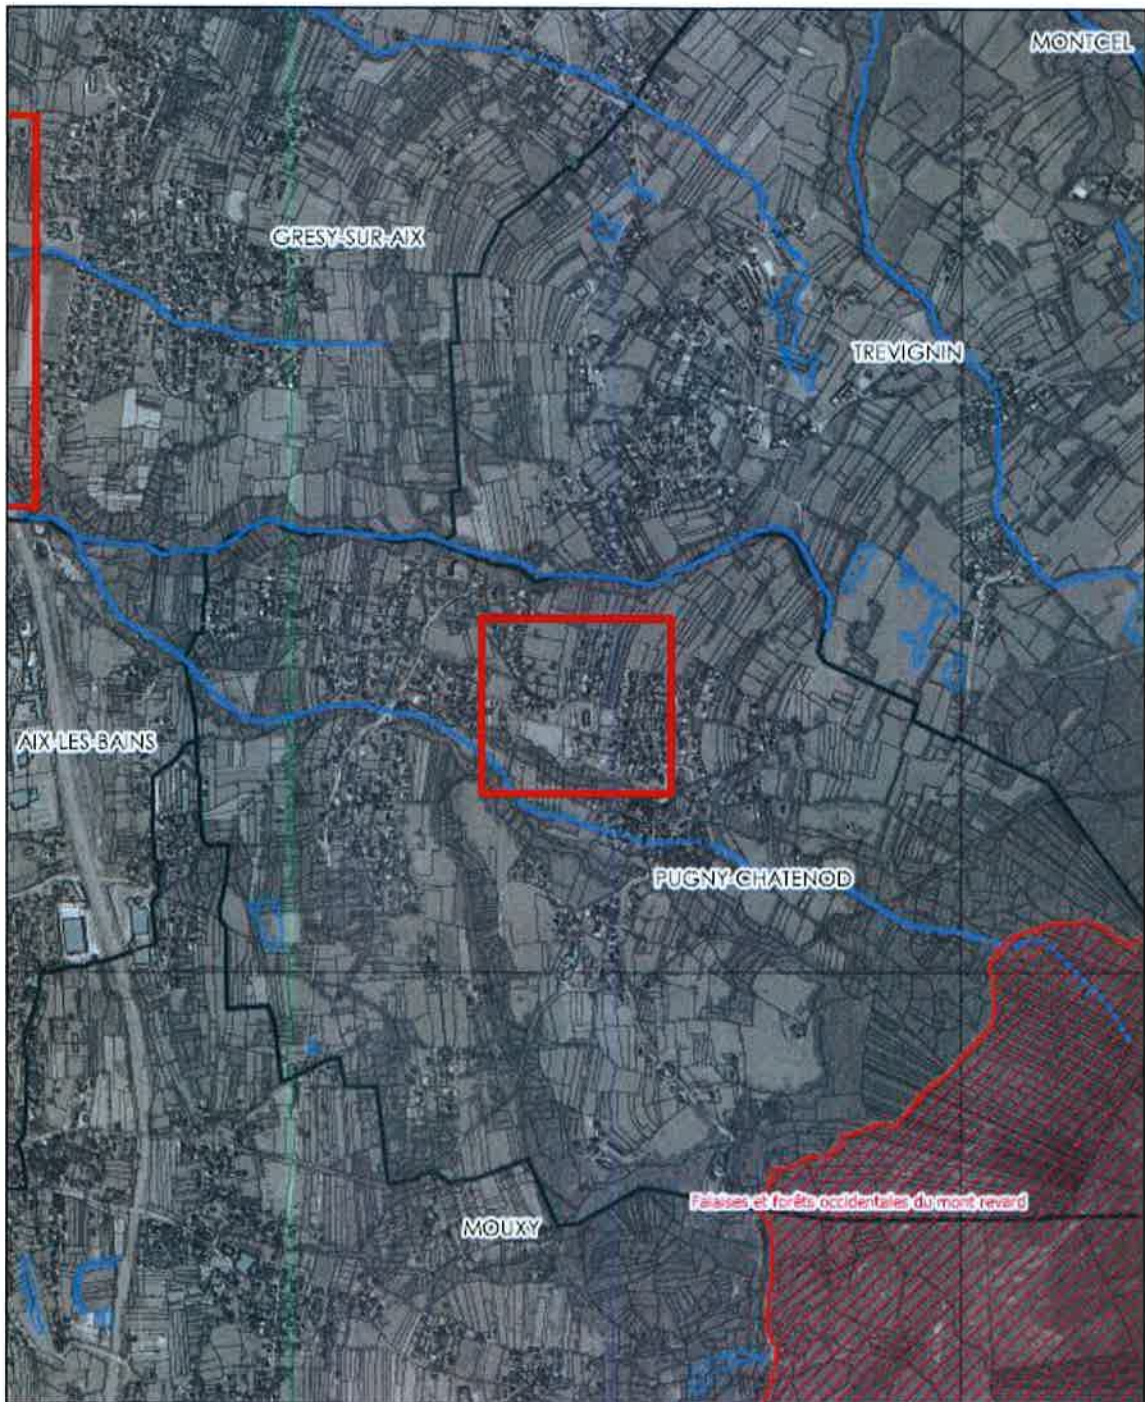 MONTCEL
GRESY-SUR-AIX
TREVIGNIN
AIX-LES-BAINS
PUGNY-CHATENOD
Falaises et forêts occidentales du mont revard
MOUXY